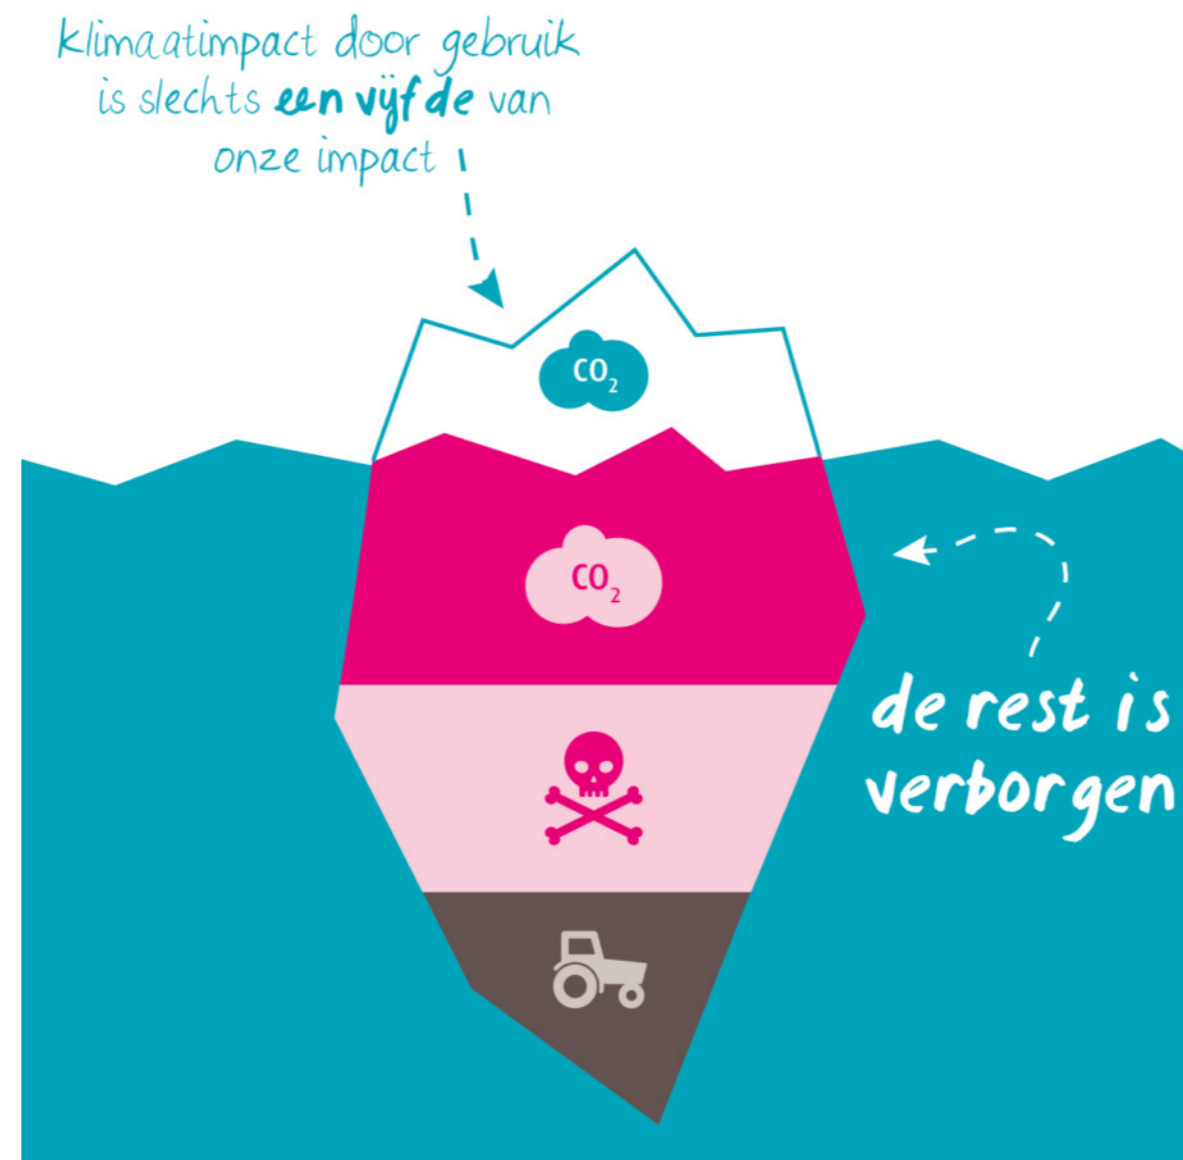 klimaatimpact door gebruik
is slechts een vijfde van
onze impact
CO₂
CO₂
de rest is
verborgen